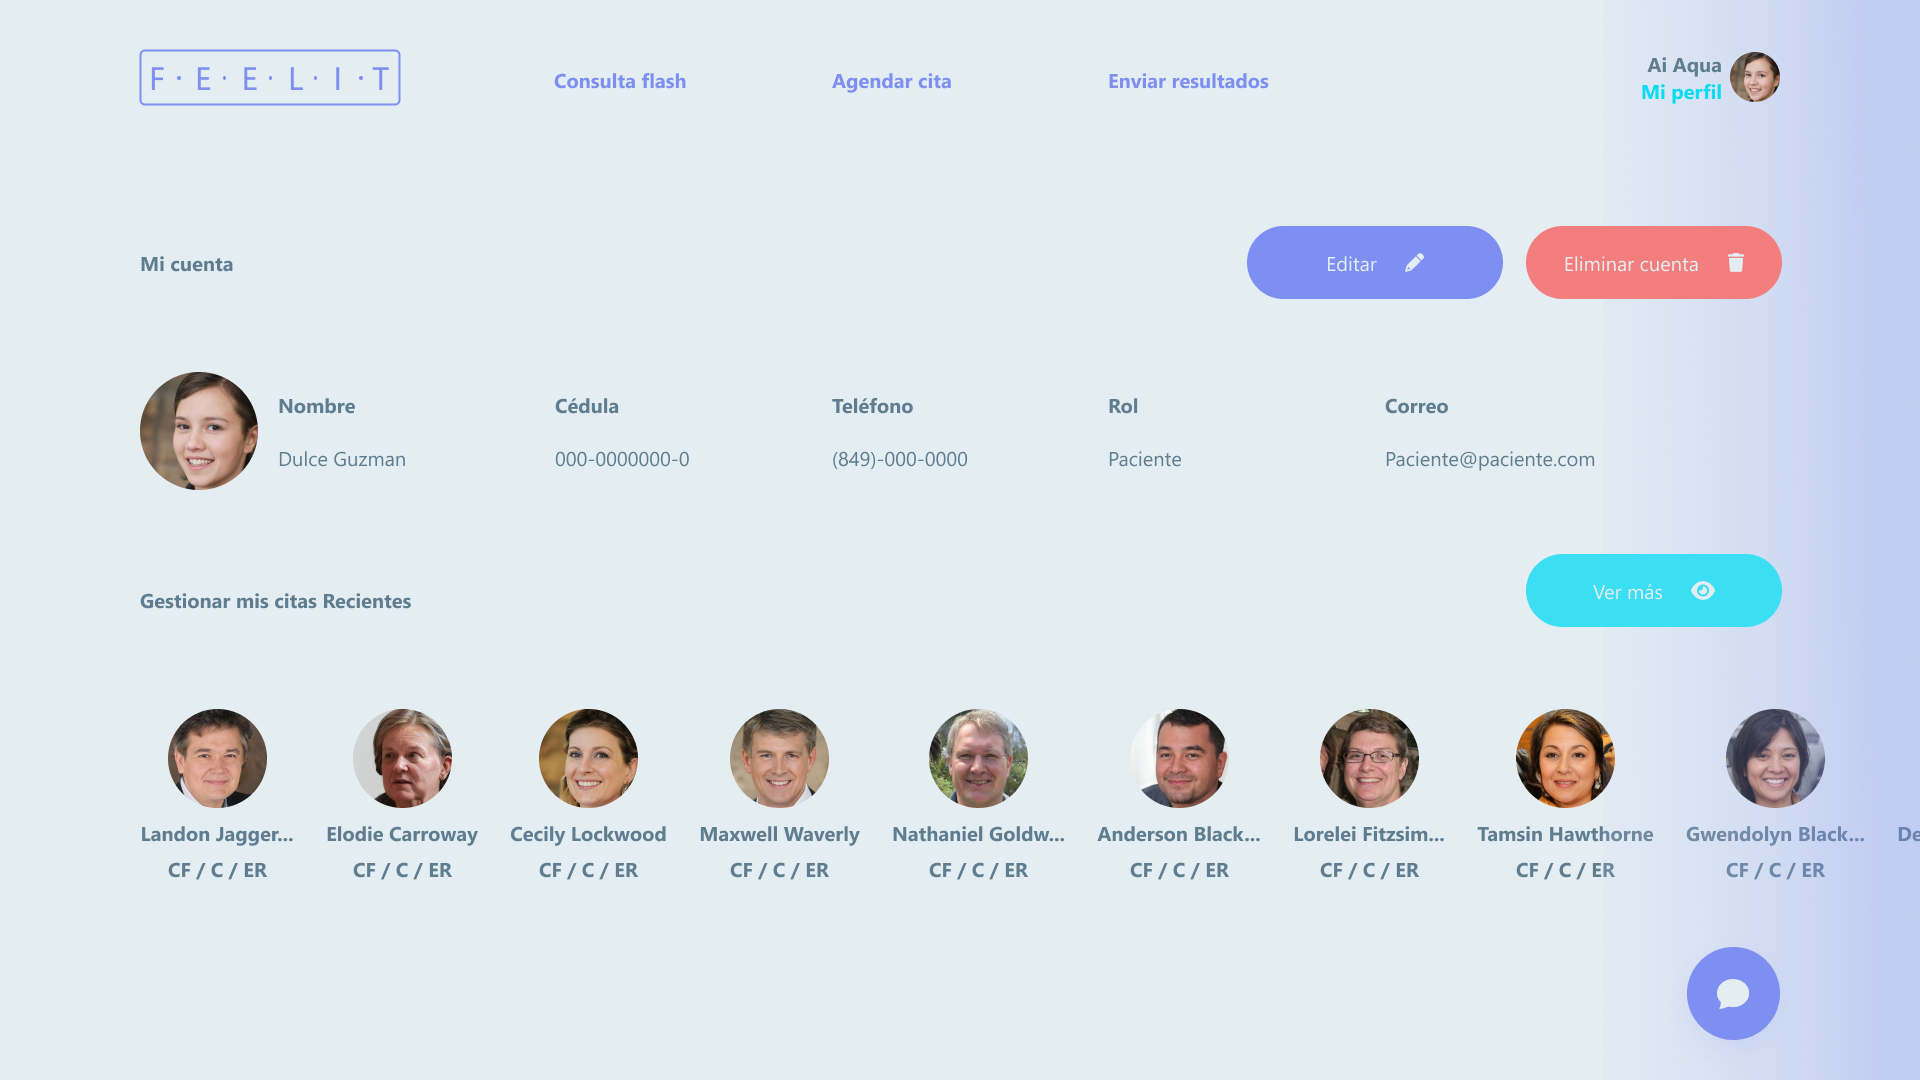 F·E·E·L·I·T
Consulta flash
Agendar cita
Enviar resultados
Ai Aqua
Mi perfil
Mi cuenta
Editar
Eliminar cuenta
Nombre
Cédula
Teléfono
Rol
Correo
Dulce Guzman
000-0000000-0
(849)-000-0000
Paciente
Paciente@paciente.com
Gestionar mis citas Recientes
Ver más
Landon Jagger...
Elodie Carroway
Cecily Lockwood
Maxwell Waverly
Nathaniel Goldw...
Anderson Black...
Lorelei Fitzsim...
Tamsin Hawthorne
Gwendolyn Black...
De
CF / C / ER
CF / C / ER
CF / C / ER
CF / C / ER
CF / C / ER
CF / C / ER
CF / C / ER
CF / C / ER
CF / C / ER